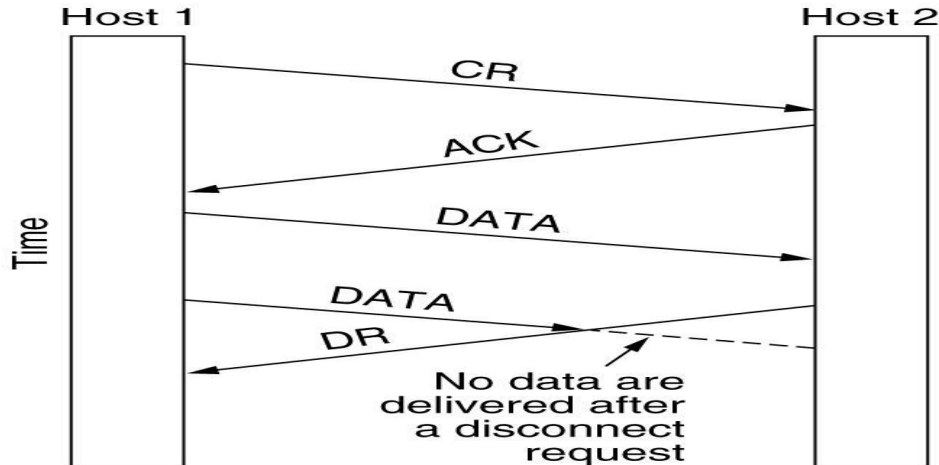 Host 1
Host 2
CR
ACK
DATA
Time
DATA
DR
No data are
delivered after
a disconnect
request